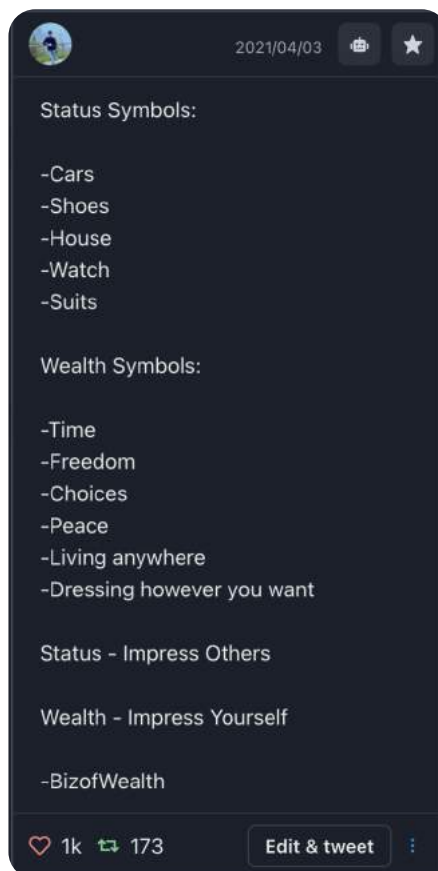 2021/04/03
Status Symbols:
-Cars
-Shoes
-House
-Watch
-Suits
Wealth Symbols:
-Time
-Freedom
-Choices
-Peace
-Living anywhere
-Dressing however you want
Status - Impress Others
Wealth - Impress Yourself
-BizofWealth
1k 173 Edit & tweet